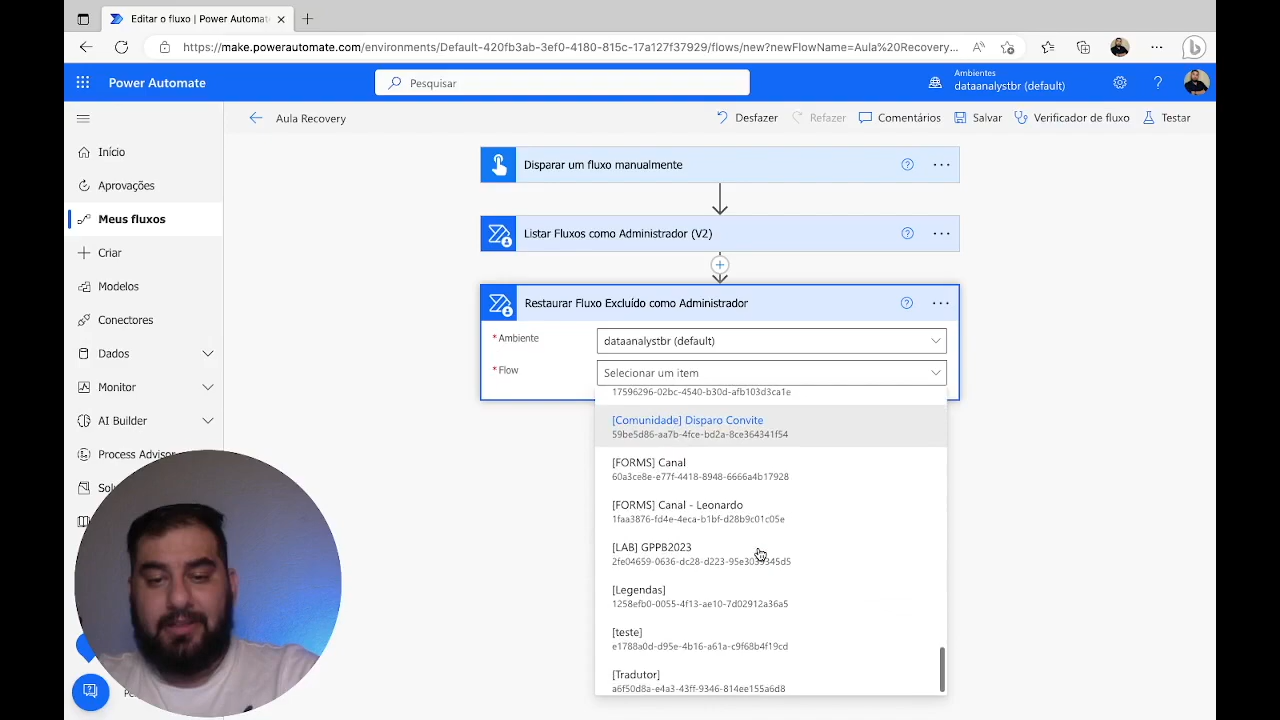 Editar o fluxo | Power Automat
https://make.powerautomate.com/environments/Default-420fb3ab-3ef0-4180-815c-17a127f37929/flows/new?newFlowName=Aula%20Recovery...
Power Automate
Pesquisar
Ambientes
dataanalystbr (default)
Aula Recovery
Desfazer
Refazer
Comentários
Salvar
Verificador de fluxo
Testar
Início
Aprovações
Meus fluxos
Criar
Modelos
Conectores
Dados
Monitor
AI Builder
Process Advisor
Disparar um fluxo manualmente
Listar Fluxos como Administrador (V2)
Restaurar Fluxo Excluído como Administrador
* Ambiente
dataanalystbr (default)
* Flow
Selecionar um item
17596296-02bc-4540-b30d-afb103d3ca1e
[Comunidade] Disparo Convite
59be5d86-aa7b-4fce-bd2a-8ce364341f54
[FORMS] Canal
60a3ce8e-e77f-4418-8948-6666a4b17928
[FORMS] Canal - Leonardo
1faa3876-fd4e-4eca-b1bf-d28b9c01c05e
[LAB] GPPB2023
[Legendas]
1258efb0-0055-4f13-ae10-7d02912a36a5
[teste]
e1788a0d-d95e-4b16-a61a-c9f68b4f19cd
[Tradutor]
a6f50d8a-e4a3-43ff-9346-814ee155a6d8